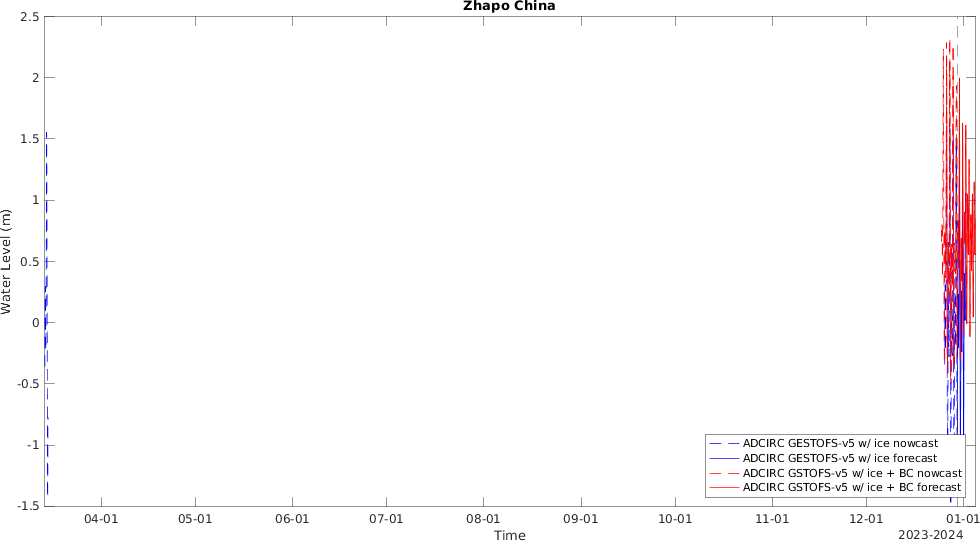 Zhapo China
2.5
2
1.5
1
0.5
0
-0.5
-1
-1.5
Water Level (m)
ADCIRC GESTOFS-v5 w/ ice nowcast
ADCIRC GESTOFS-v5 w/ ice forecast
ADCIRC GSTOFS-v5 w/ ice + BC nowcast
ADCIRC GSTOFS-v5 w/ ice + BC forecast
04-01 05-01 06-01 07-01 08-01 09-01 10-01 11-01 12-01 01-01
Time
2023-2024